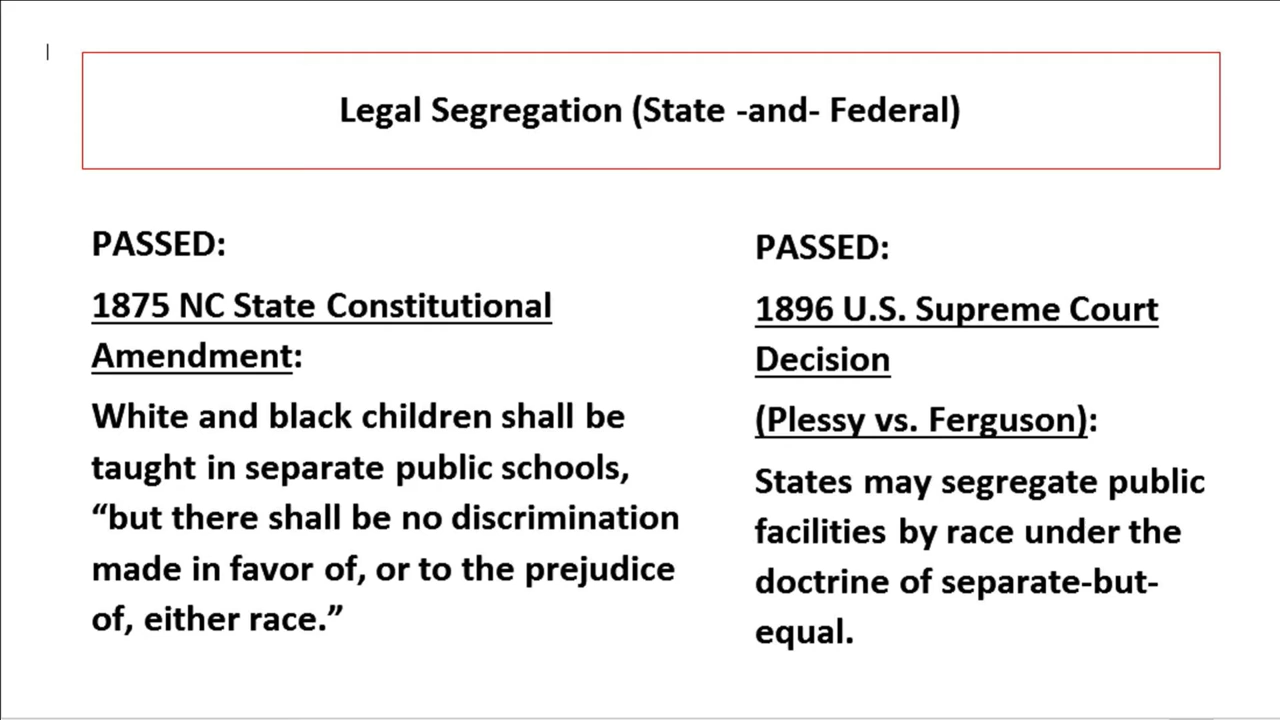 Legal Segregation (State -and- Federal)
PASSED:
1875 NC State Constitutional
Amendment:
White and black children shall be
taught in separate public schools,
“but there shall be no discrimination
made in favor of, or to the prejudice
of, either race.”
PASSED:
1896 U.S. Supreme Court
Decision
(Plessy vs. Ferguson):
States may segregate public
facilities by race under the
doctrine of separate-but-
equal.